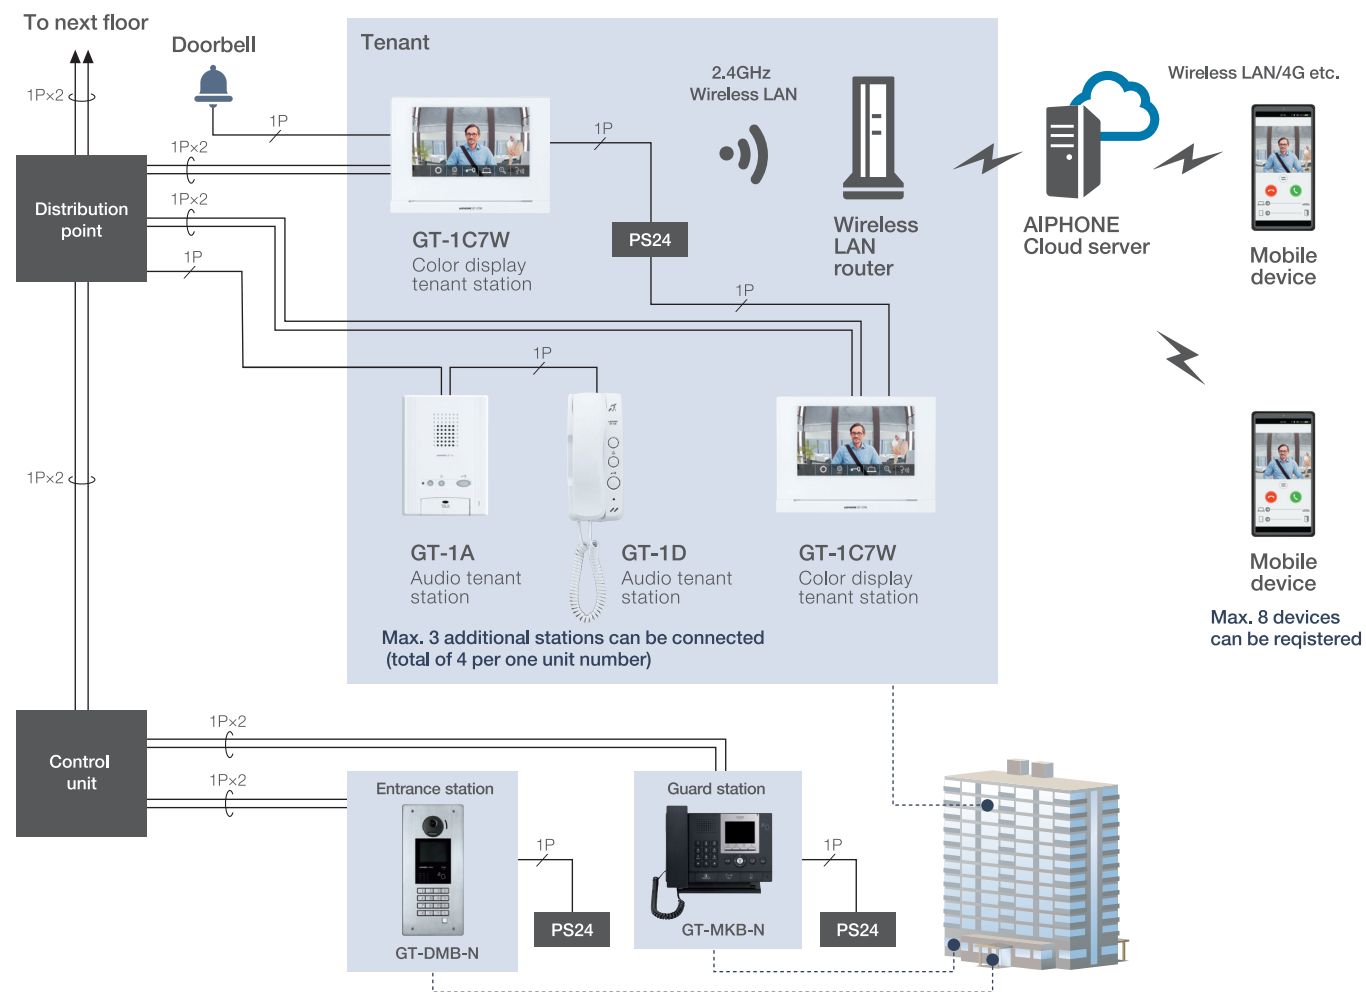 To next floor
1P×2
Doorbell
1P
Tenant
2.4GHz
Wireless LAN
1P
Wireless LAN/4G etc.
1P×2
1P×2
1P
Distribution
point
GT-1C7W
Color display
tenant station
PS24
Wireless
LAN
router
AIPHONE
Cloud server
Mobile
device
1P
1P
1P×2
GT-1A
Audio tenant
station
GT-1D
Audio tenant
station
GT-1C7W
Color display
tenant station
Mobile
device
Max. 8 devices
can be reqistered
Max. 3 additional stations can be connected
(total of 4 per one unit number)
Control
unit
1P×2
1P×2
Entrance station
1P
PS24
GT-DMB-N
Guard station
1P
PS24
GT-MKB-N